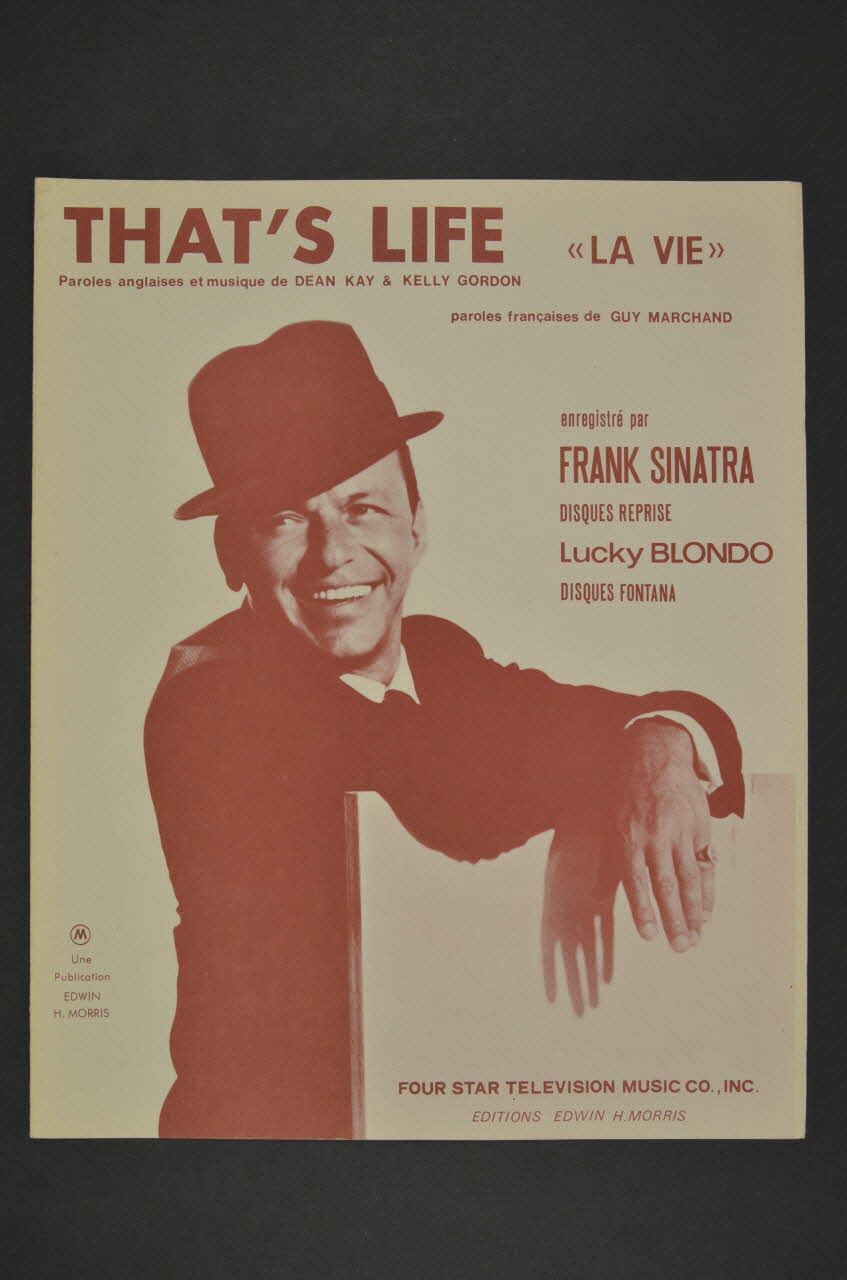 THAT'S LIFE «LA VIE»
Paroles anglaises et musique de DEAN KAY & KELLY GORDON
paroles françaises de GUY MARCHAND
enregistré par
FRANK SINATRA
DISQUES REPRISE
Lucky BLONDO
DISQUES FONTANA
M
Une
Publication
EDWIN
H. MORRIS
FOUR STAR TELEVISION MUSIC CO., INC.
EDITIONS EDWIN H. MORRIS